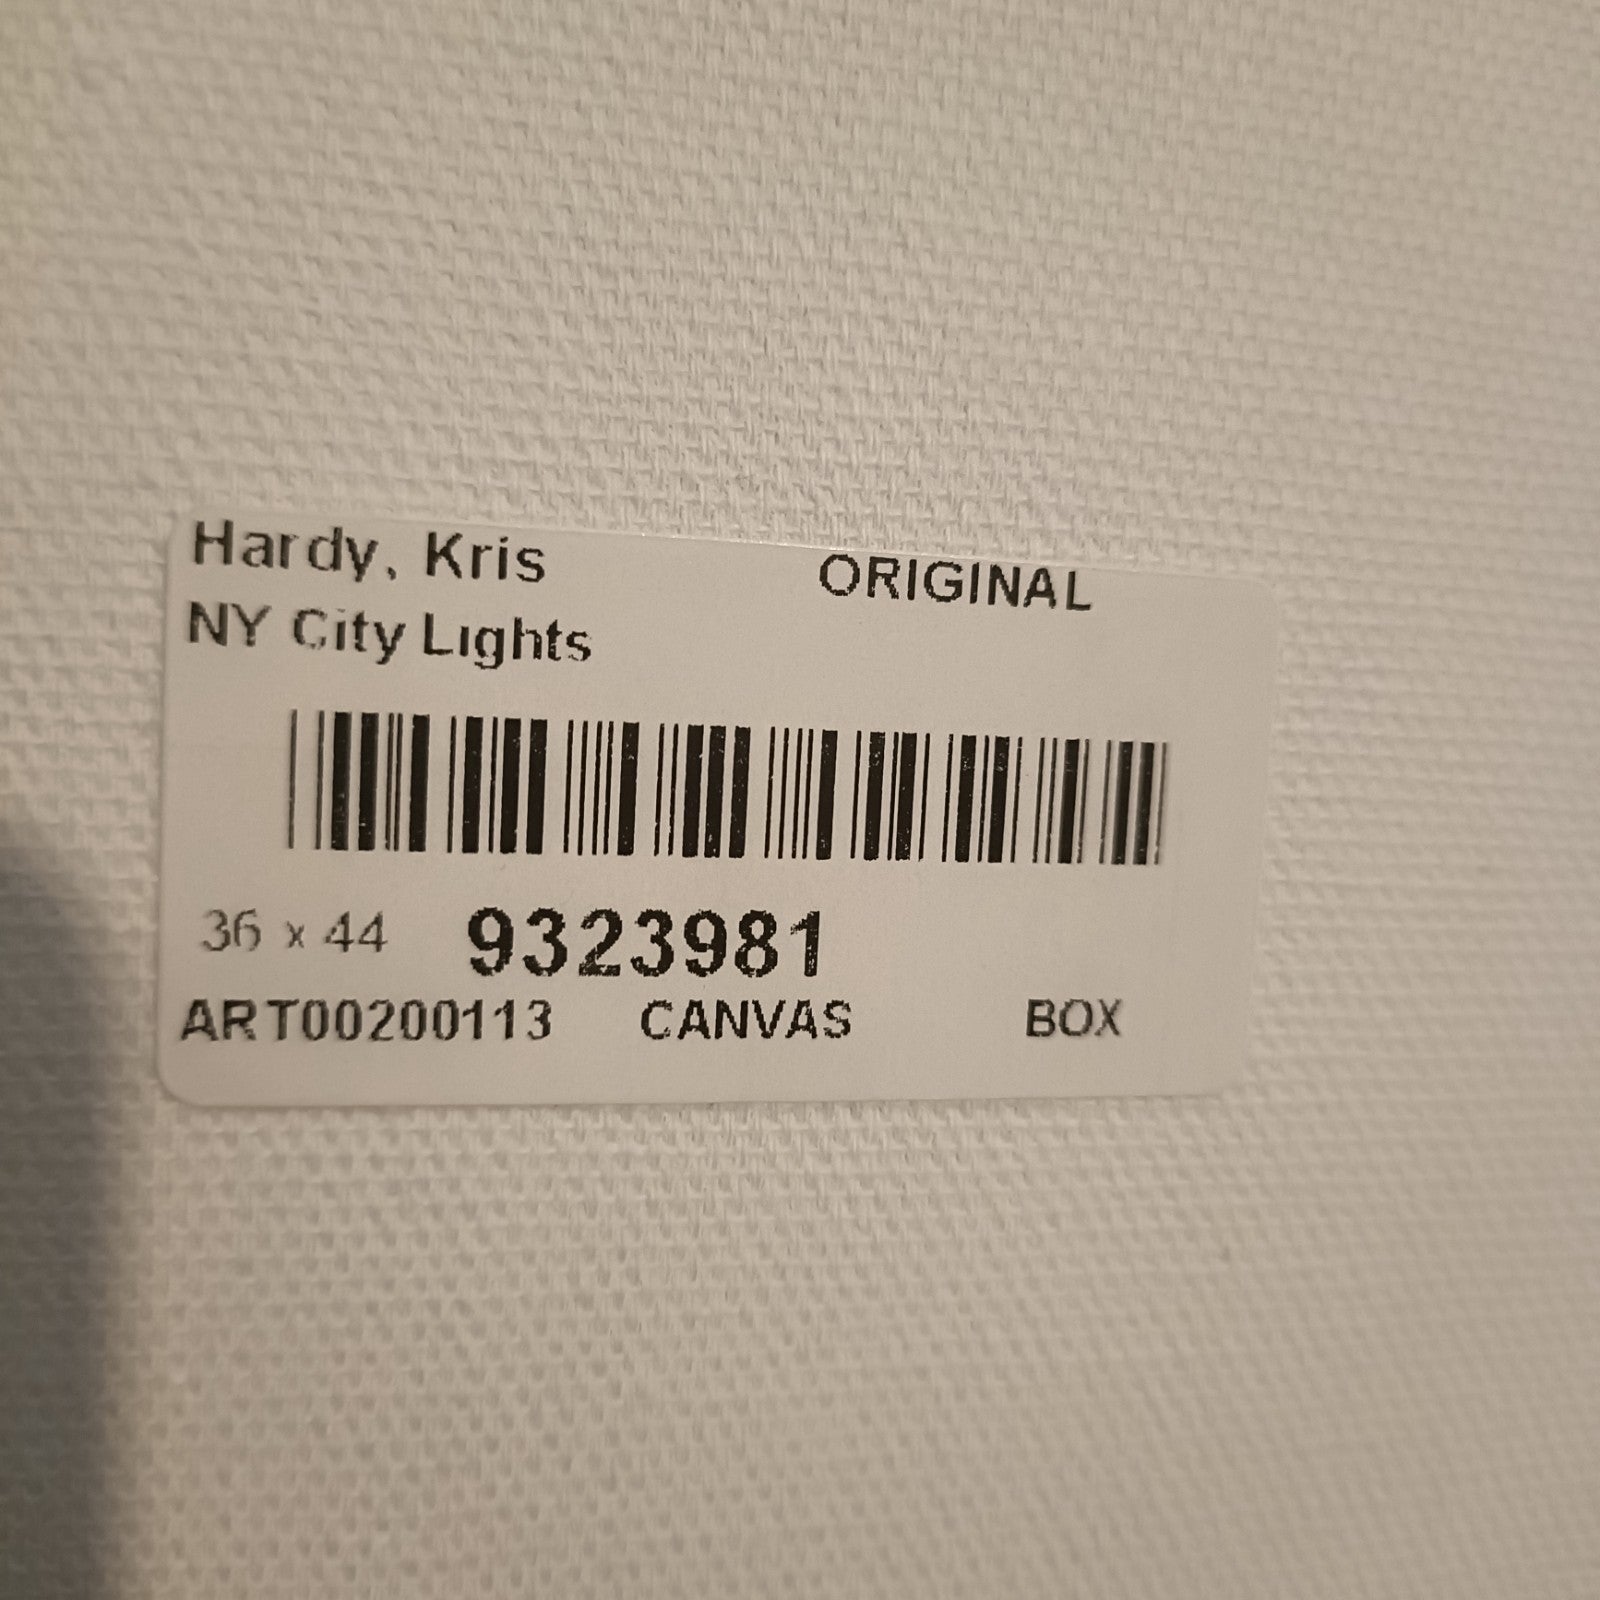 Hardy, Kris ORIGINAL
NY City Lights
36 x 44 9323981
ART00200113 CANVAS BOX